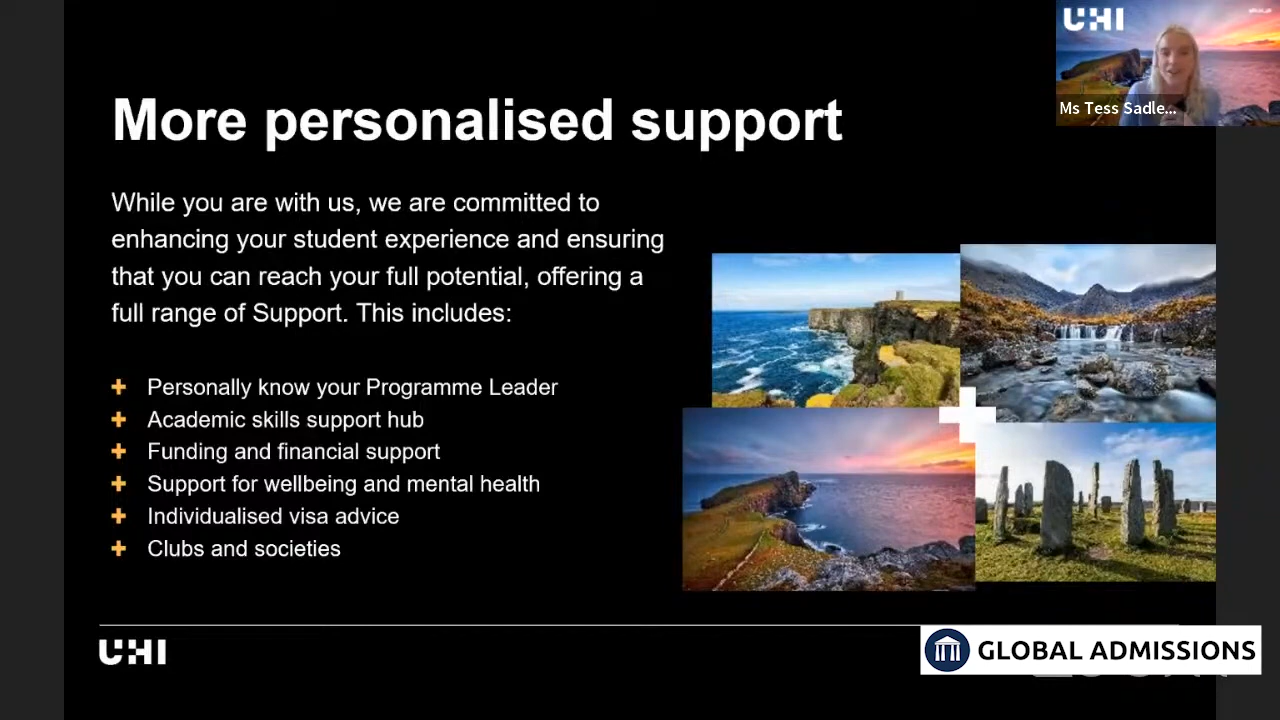 UHI
Ms Tess Sadle...
More personalised support
While you are with us, we are committed to
enhancing your student experience and ensuring
that you can reach your full potential, offering a
full range of Support. This includes:
Personally know your Programme Leader
Academic skills support hub
Funding and financial support
Support for wellbeing and mental health
Individualised visa advice
Clubs and societies
UHI
GLOBAL ADMISSIONS